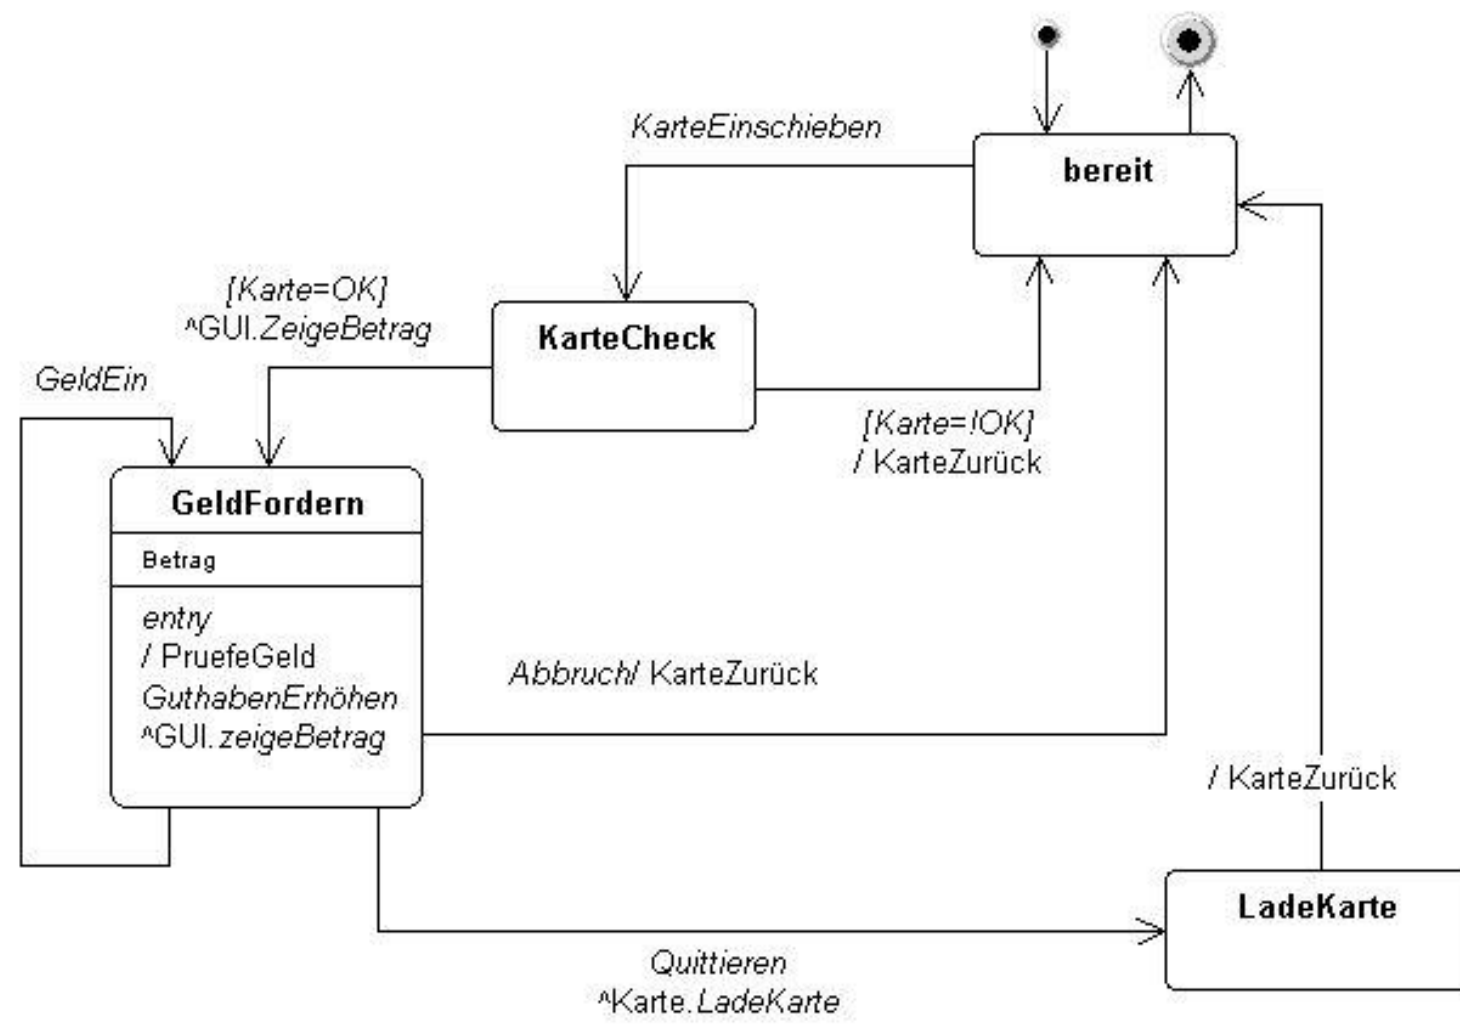 KarteEinschieben
bereit
[Karte=OK]
^GUI.ZeigeBetrag
KarteCheck
GeldEin
[Karte=!OK]
/ KarteZurück
GeldFordern
Betrag
entry
/ PruefeGeld
GuthabenErhöhen
^GUI.zeigeBetrag
Abbruch/ KarteZurück
/ KarteZurück
LadeKarte
Quittieren
^Karte.LadeKarte